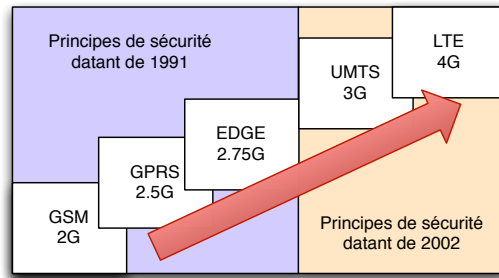 Principes de sécurité
datant de 1991
LTE
4G
UMTS
3G
EDGE
2.75G
GPRS
2.5G
GSM
2G
Principes de sécurité
datant de 2002